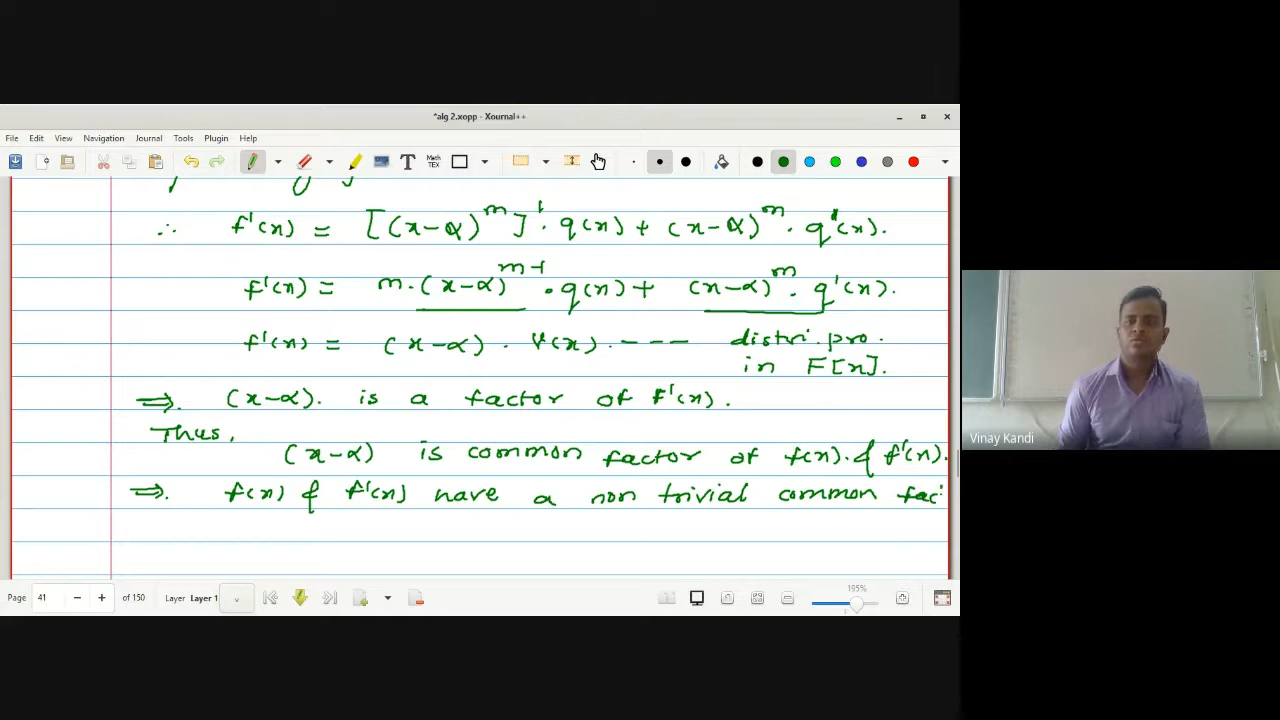 *alg 2.xopp - Xournal++
File Edit View Navigation Journal Tools Plugin Help
∴ f'(x) = [(x-α)^m]'. q(x) + (x-α)^m. q'(x).
f'(x) = m.(x-α)^m-1 . q(x) + (x-α)^m. q'(x).
f'(x) = (x-α). r(x). --- distri. pro.
in F[x].
⇒. (x-α). is a factor of f'(x).
Thus,
(x-α) is common factor of f(x). & f'(x).
⇒. f(x) & f'(x) have a non trivial common fac
Page 41 of 150 Layer Layer 1 195%
Vinay Kandi